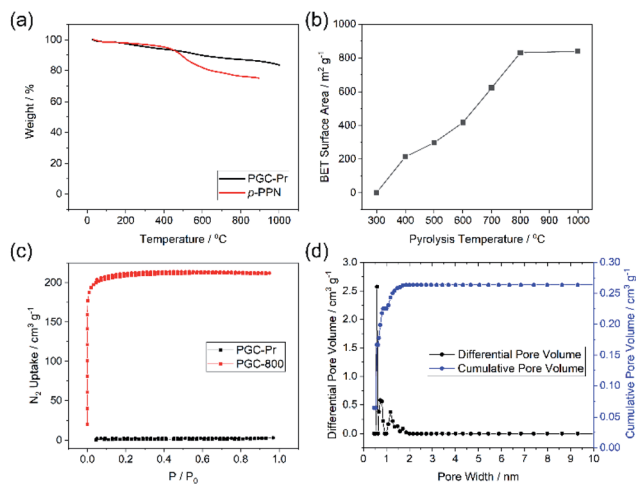 (a)
100
80
60
40
20
0
Weight / %
0 200 400 600 800 1000
Temperature / ⁰C
PGC-Pr
p-PPN
(b)
1000
800
600
400
200
0
BET Surface Area / m² g⁻¹
300 400 500 600 700 800 1000
Pyrolysis Temperature / ⁰C
(c)
200
150
100
50
0
N₂ Uptake / cm³ g⁻¹
0.0 0.2 0.4 0.6 0.8 1.0
P / P₀
PGC-Pr
PGC-800
(d)
3.0
2.5
2.0
1.5
1.0
0.5
0.0
Differential Pore Volume / cm³ g⁻¹
0 1 2 3 4 5 6 7 8 9 10
Pore Width / nm
Differential Pore Volume
Cumulative Pore Volume
0.30
0.25
0.20
0.15
0.10
0.05
0.00
Cumulative Pore Volume / cm³ g⁻¹